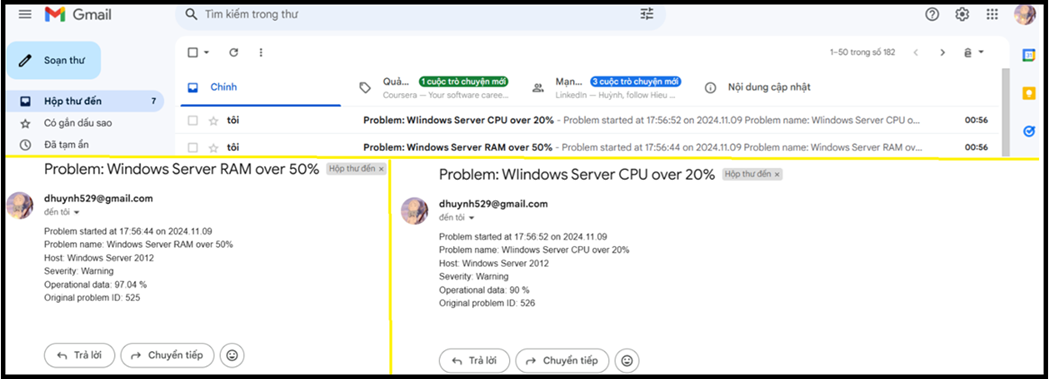 Gmail
Tìm kiếm trong thư
Soạn thư
1–50 trong số 182
Hộp thư đến 7
Có gắn dấu sao
Đã tạm ẩn
Chính
Quả... 1 cuộc trò chuyện mới
Coursera — Your software caree...
Mạn... 3 cuộc trò chuyện mới
LinkedIn — Huỳnh, follow Hieu ...
Nội dung cập nhật
tôi Problem: WIindows Server CPU over 20% - Problem started at 17:56:52 on 2024.11.09 Problem name: WIindows Server CPU o... 00:56
tôi Problem: Windows Server RAM over 50% - Problem started at 17:56:44 on 2024.11.09 Problem name: Windows Server RAM ov... 00:56
Problem: Windows Server RAM over 50% Hộp thư đến ×
dhuynh529@gmail.com
đến tôi
Problem started at 17:56:44 on 2024.11.09
Problem name: Windows Server RAM over 50%
Host: Windows Server 2012
Severity: Warning
Operational data: 97.04 %
Original problem ID: 525
Trả lời
Chuyển tiếp
Problem: WIindows Server CPU over 20% Hộp thư đến ×
dhuynh529@gmail.com
đến tôi
Problem started at 17:56:52 on 2024.11.09
Problem name: WIindows Server CPU over 20%
Host: Windows Server 2012
Severity: Warning
Operational data: 90 %
Original problem ID: 526
Trả lời
Chuyển tiếp